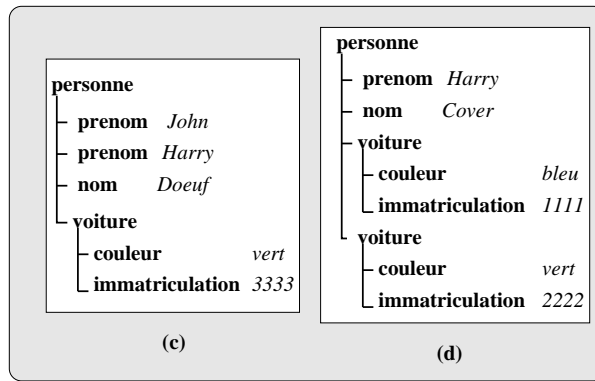 personne
prenom John
prenom Harry
nom Doeuf
voiture
couleur vert
immatriculation 3333
(c)
personne
prenom Harry
nom Cover
voiture
couleur bleu
immatriculation 1111
voiture
couleur vert
immatriculation 2222
(d)